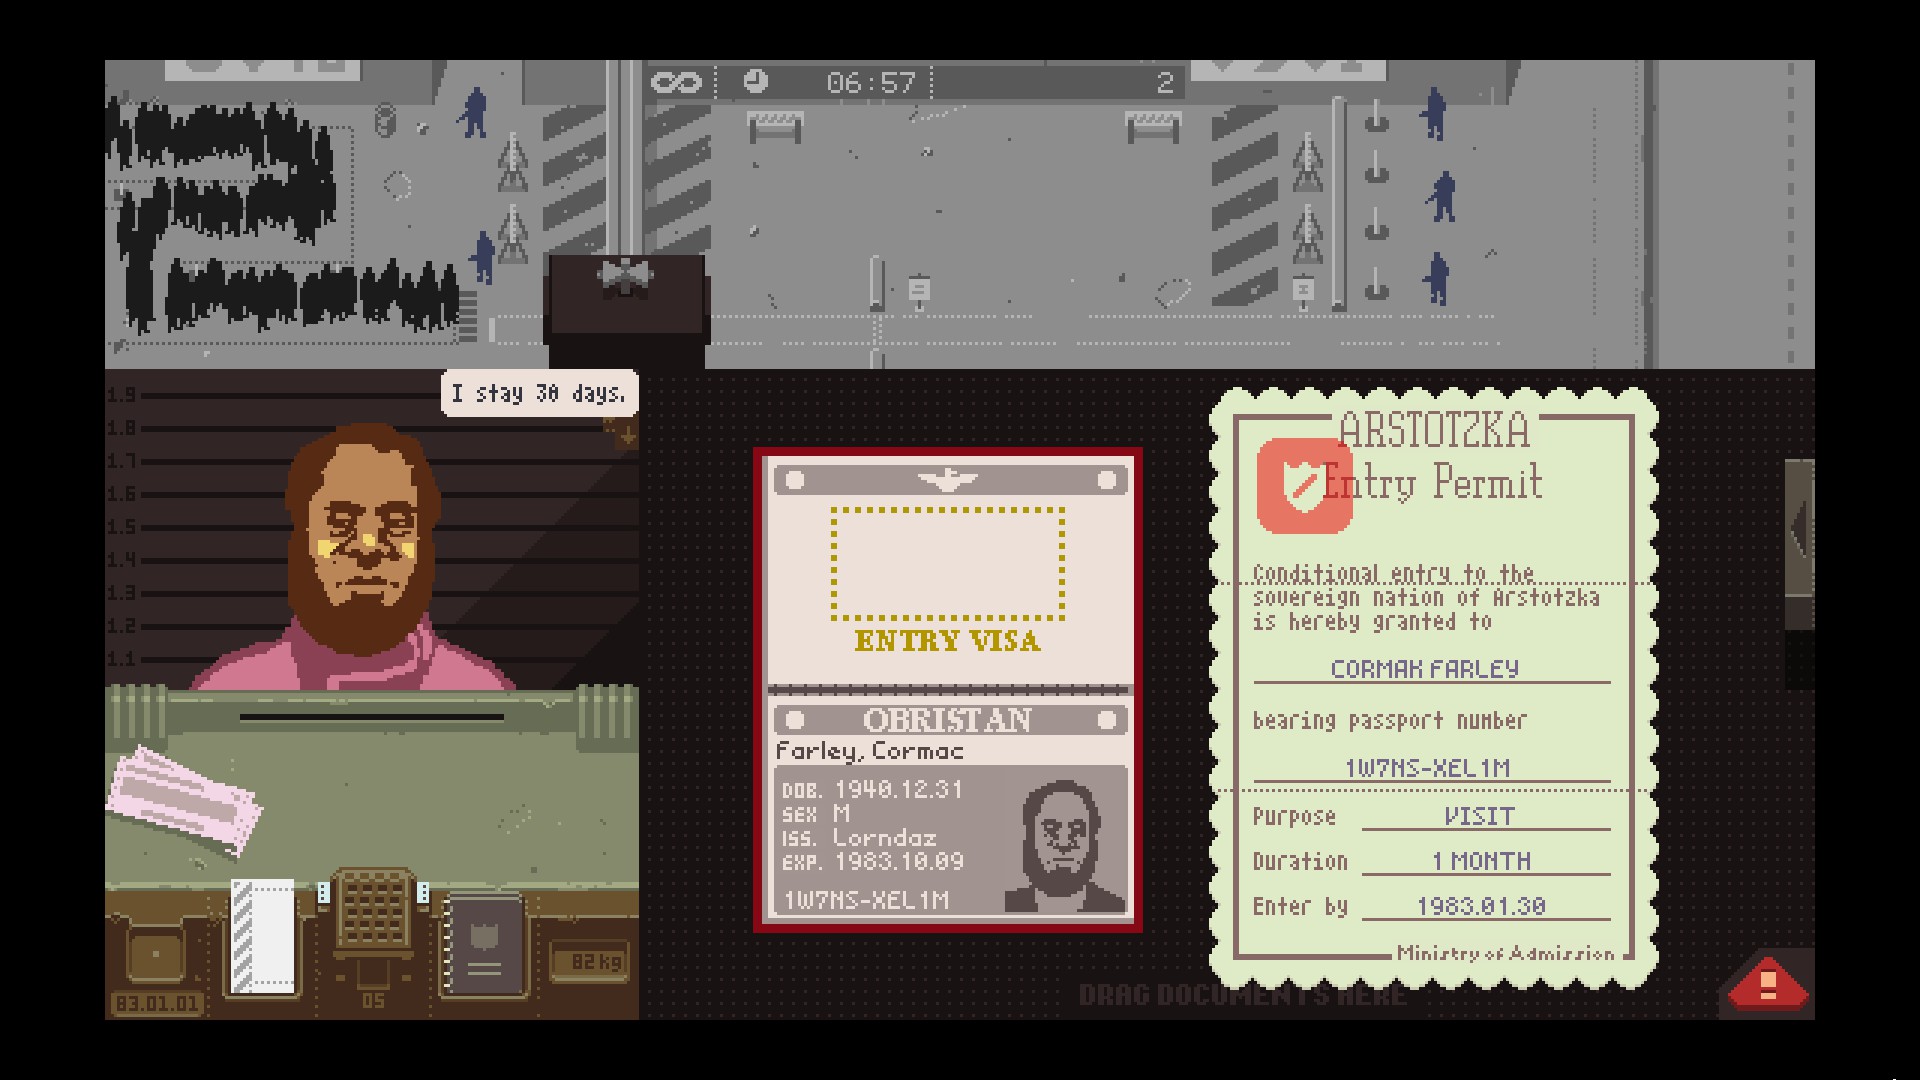 06:57
2
I stay 30 days.
1.9
1.8
1.7
1.6
1.5
1.4
1.3
1.2
1.1
83.01.01
05
82kg
ENTRY VISA
OBRISTAN
Farley, Cormac
DOB. 1940.12.31
SEX M
ISS. Lorndaz
EXP. 1983.10.09
1W7NS-XEL1M
ARSTOTZKA
Entry Permit
Conditional entry to the
sovereign nation of Arstotzka
is hereby granted to
CORMAK FARLEY
bearing passport number
1W7NS-XEL1M
Purpose VISIT
Duration 1 MONTH
Enter by 1983.01.30
Ministry of Admission
DRAG DOCUMENTS HERE